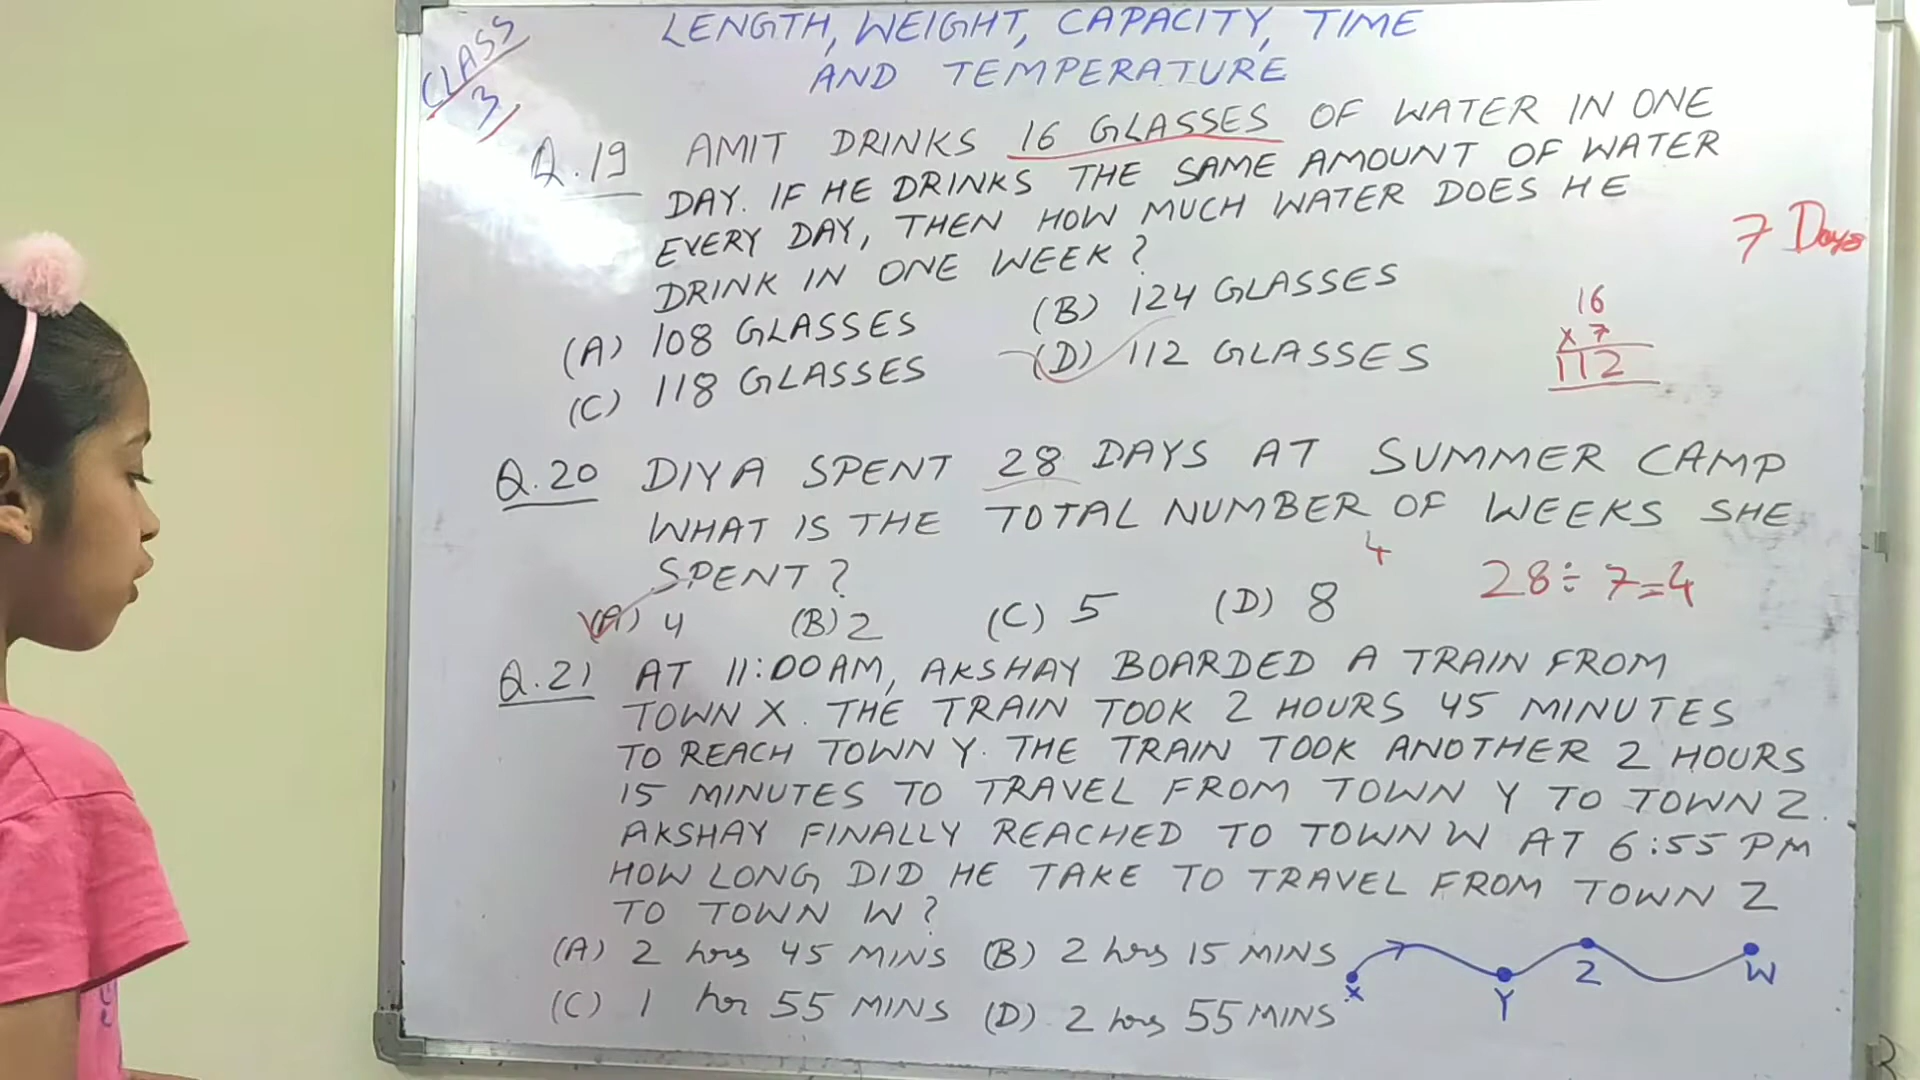 CLASS
3
LENGTH, WEIGHT, CAPACITY, TIME
AND TEMPERATURE
Q.19 AMIT DRINKS 16 GLASSES OF WATER IN ONE
DAY. IF HE DRINKS THE SAME AMOUNT OF WATER
EVERY DAY, THEN HOW MUCH WATER DOES HE
DRINK IN ONE WEEK?
7 Days
(A) 108 GLASSES (B) 124 GLASSES
(C) 118 GLASSES (D) 112 GLASSES
16
x 7
112
Q.20 DIYA SPENT 28 DAYS AT SUMMER CAMP
WHAT IS THE TOTAL NUMBER OF WEEKS SHE
SPENT?
4
28 ÷ 7 = 4
(A) 4 (B) 2 (C) 5 (D) 8
Q.21 AT 11:00 AM, AKSHAY BOARDED A TRAIN FROM
TOWN X. THE TRAIN TOOK 2 HOURS 45 MINUTES
TO REACH TOWN Y. THE TRAIN TOOK ANOTHER 2 HOURS
15 MINUTES TO TRAVEL FROM TOWN Y TO TOWN Z.
AKSHAY FINALLY REACHED TO TOWN W AT 6:55 PM
HOW LONG DID HE TAKE TO TRAVEL FROM TOWN Z
TO TOWN W?
(A) 2 hrs 45 MINS (B) 2 hrs 15 MINS
(C) 1 hr 55 MINS (D) 2 hrs 55 MINS
X Y Z W